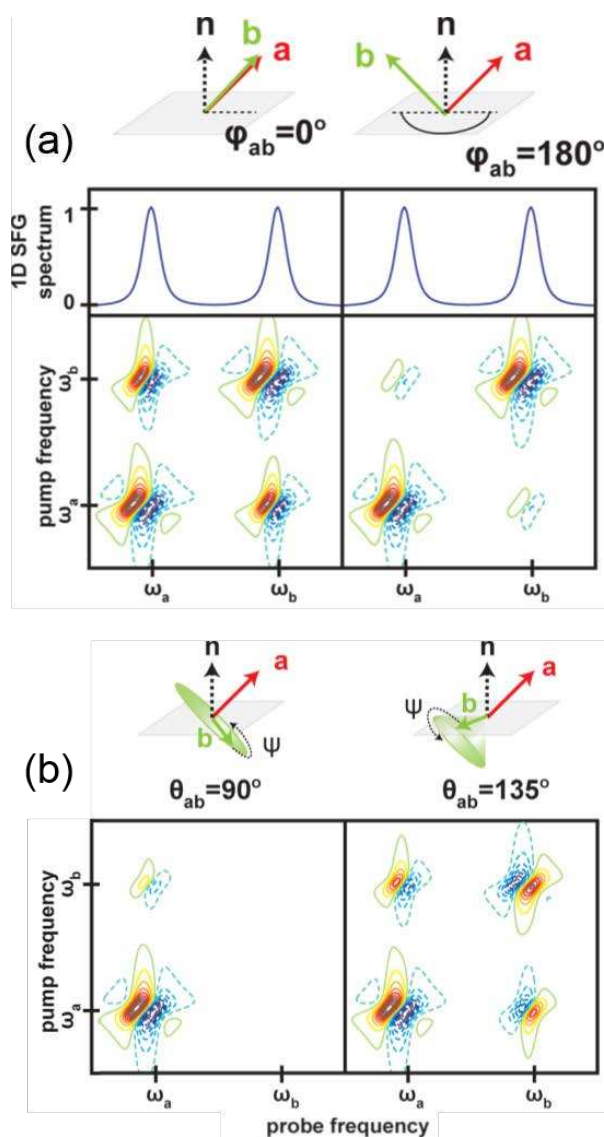 n
b
a
φab=0°
n
b
a
φab=180°
(a)
1D SFG
spectrum
1
0
pump frequency
ωb
ωa
ωa
ωb
ωa
ωb
n
a
b
ψ
θab=90°
n
a
b
ψ
θab=135°
(b)
pump frequency
ωb
ωa
ωa
ωb
ωa
ωb
probe frequency